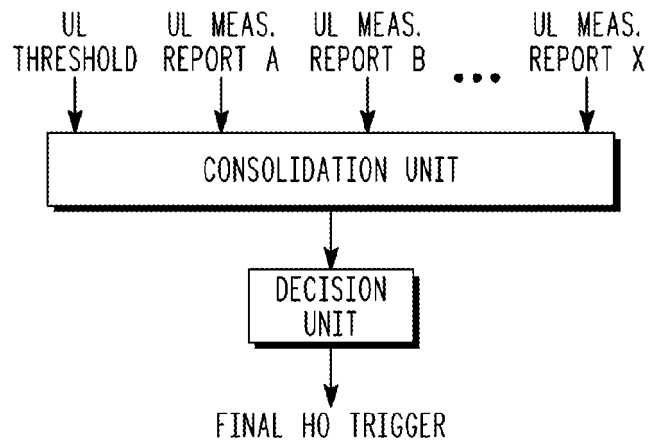 UL THRESHOLD
UL MEAS. REPORT A
UL MEAS. REPORT B
UL MEAS. REPORT X
CONSOLIDATION UNIT
DECISION
UNIT
FINAL HO TRIGGER